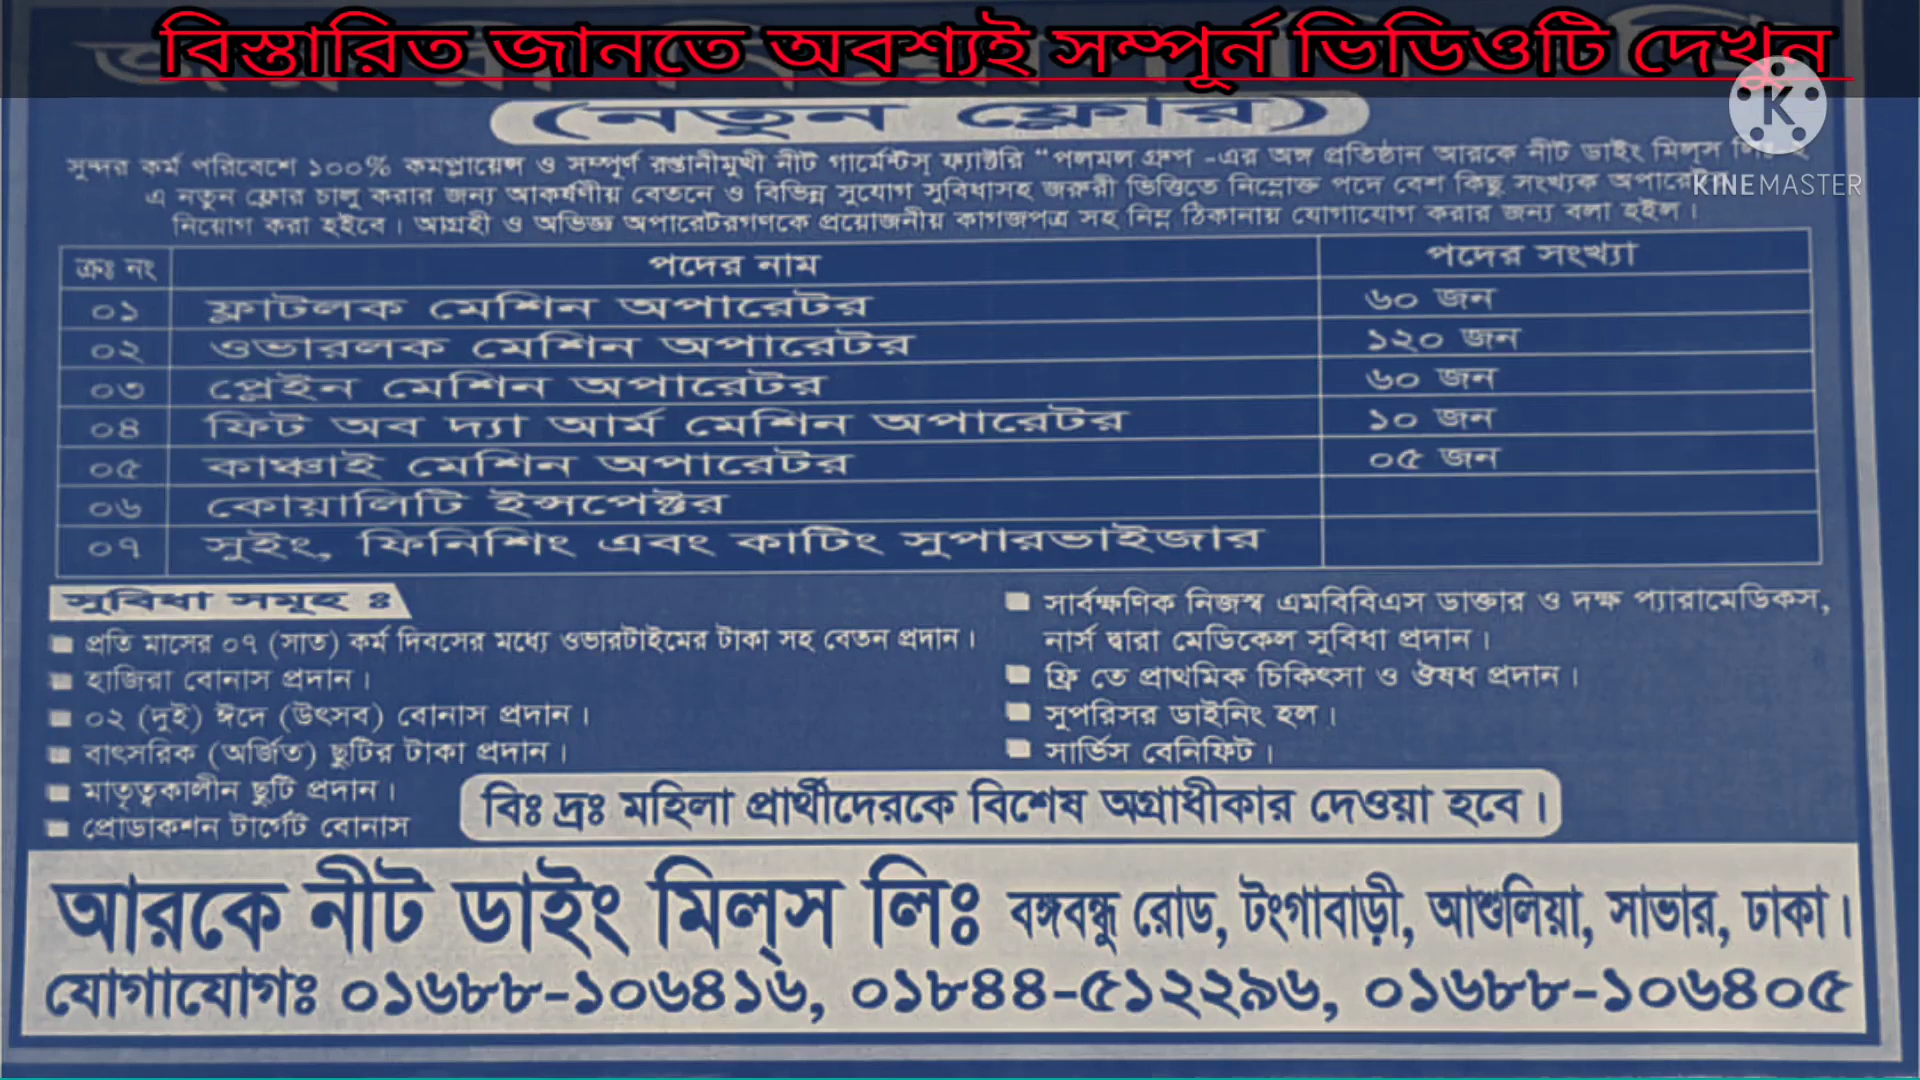 বিস্তারিত জানতে অবশ্যই সম্পূর্ন ভিডিওটি দেখুন
(নতুন ফ্লোর)
সুন্দর কর্ম পরিবেশে ১০০% কমপ্লায়েন্স ও সম্পূর্ণ রপ্তানীমুখী নীট গার্মেন্টস্ ফ্যাক্টরি “পলমল গ্রুপ -এর অঙ্গ প্রতিষ্ঠান আরকে নীট ডাইং মিল্স
এ নতুন ফ্লোর চালু করার জন্য আকর্ষণীয় বেতনে ও বিভিন্ন সুযোগ সুবিধাসহ জরুরী ভিত্তিতে নিম্নোক্ত পদে বেশ কিছু সংখ্যক
KINEMASTER
নিয়োগ করা হইবে। আগ্রহী ও অভিজ্ঞ অপারেটরগণকে প্রয়োজনীয় কাগজপত্র সহ নিম্ন ঠিকানায় যোগাযোগ করার জন্য বলা হইল।
ক্রঃ নং পদের নাম পদের সংখ্যা
০১ ফ্লাটলক মেশিন অপারেটর ৬০ জন
০২ ওভারলক মেশিন অপারেটর ১২০ জন
০৩ প্লেইন মেশিন অপারেটর ৬০ জন
০৪ ফিট অব দ্যা আর্ম মেশিন অপারেটর ১০ জন
০৫ কাঞ্চাই মেশিন অপারেটর ০৫ জন
০৬ কোয়ালিটি ইন্সপেক্টর
০৭ সুইং, ফিনিশিং এবং কাটিং সুপারভাইজার
সুবিধা সমূহ ঃ
প্রতি মাসের ০৭ (সাত) কর্ম দিবসের মধ্যে ওভারটাইমের টাকা সহ বেতন প্রদান।
হাজিরা বোনাস প্রদান।
০২ (দুই) ঈদে (উৎসব) বোনাস প্রদান।
বাৎসরিক (অর্জিত) ছুটির টাকা প্রদান।
মাতৃত্বকালীন ছুটি প্রদান।
প্রোডাকশন টার্গেট বোনাস
সার্বক্ষণিক নিজস্ব এমবিবিএস ডাক্তার ও দক্ষ প্যারামেডিকস,
নার্স দ্বারা মেডিকেল সুবিধা প্রদান।
ফ্রি তে প্রাথমিক চিকিৎসা ও ঔষধ প্রদান।
সুপরিসর ডাইনিং হল।
সার্ভিস বেনিফিট।
বিঃ দ্রঃ মহিলা প্রার্থীদেরকে বিশেষ অগ্রাধীকার দেওয়া হবে।
আরকে নীট ডাইং মিল্স লিঃ বঙ্গবন্ধু রোড, টংগাবাড়ী, আশুলিয়া, সাভার, ঢাকা।
যোগাযোগঃ ০১৬৮৮-১০৬৪১৬, ০১৮৪৪-৫১২২৯৬, ০১৬৮৮-১০৬৪০৫